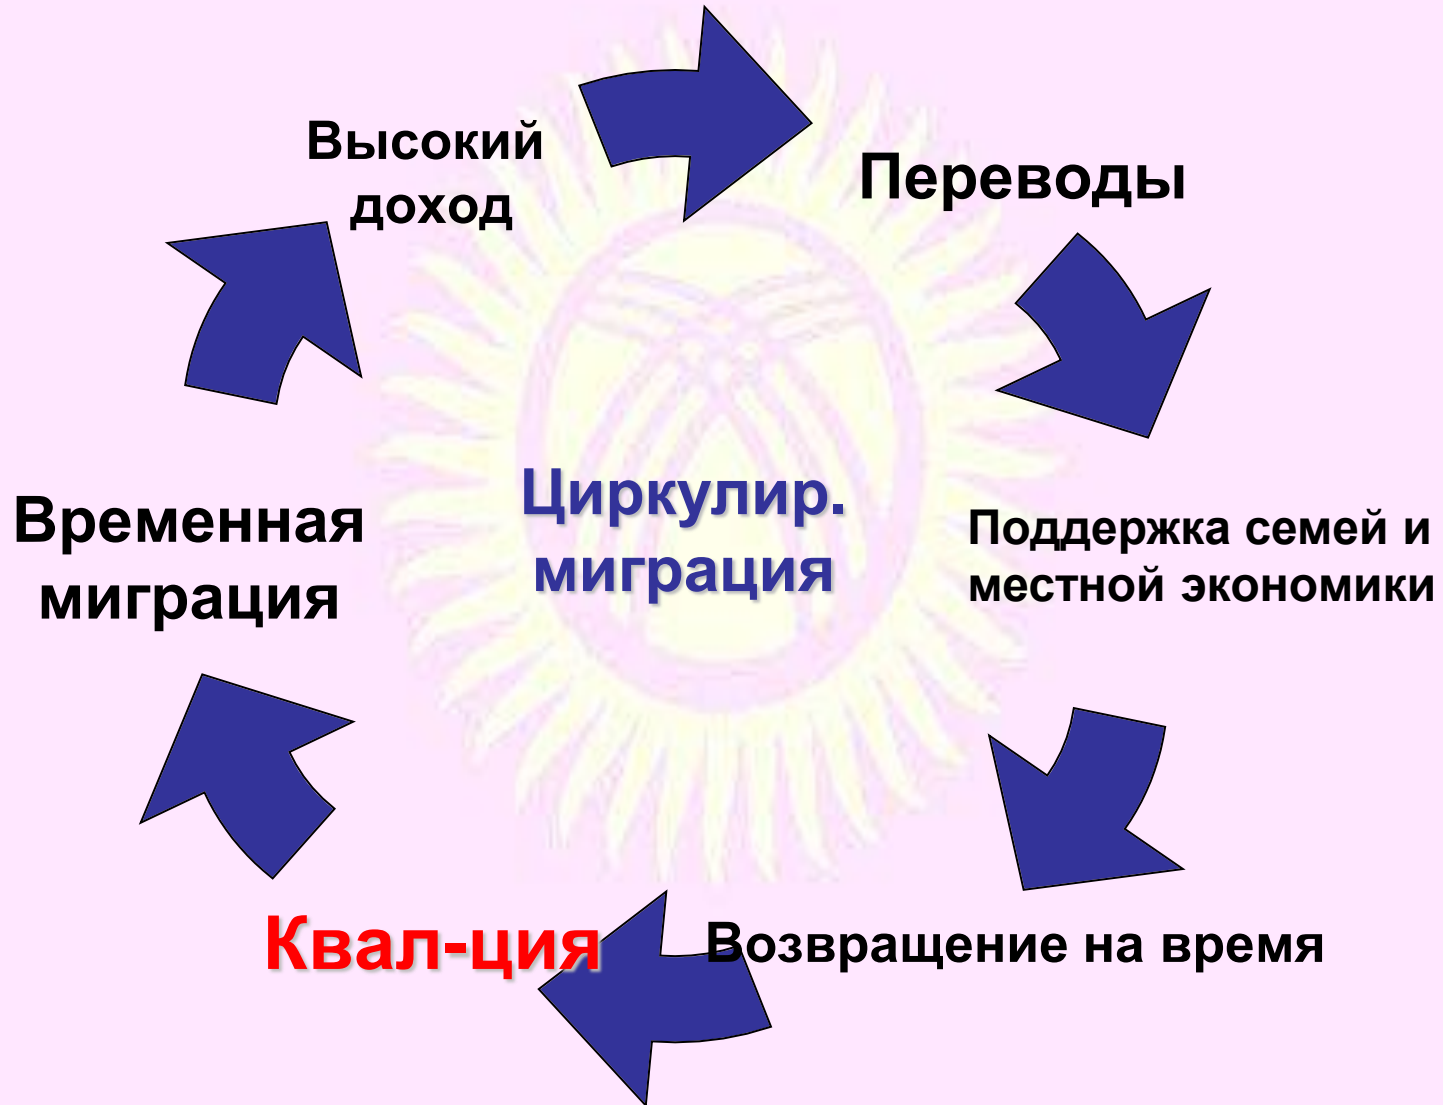 Высокий
доход
Переводы
Временная
миграция
Циркулир.
миграция
Поддержка семей и
местной экономики
Квал-ция
Возвращение на время